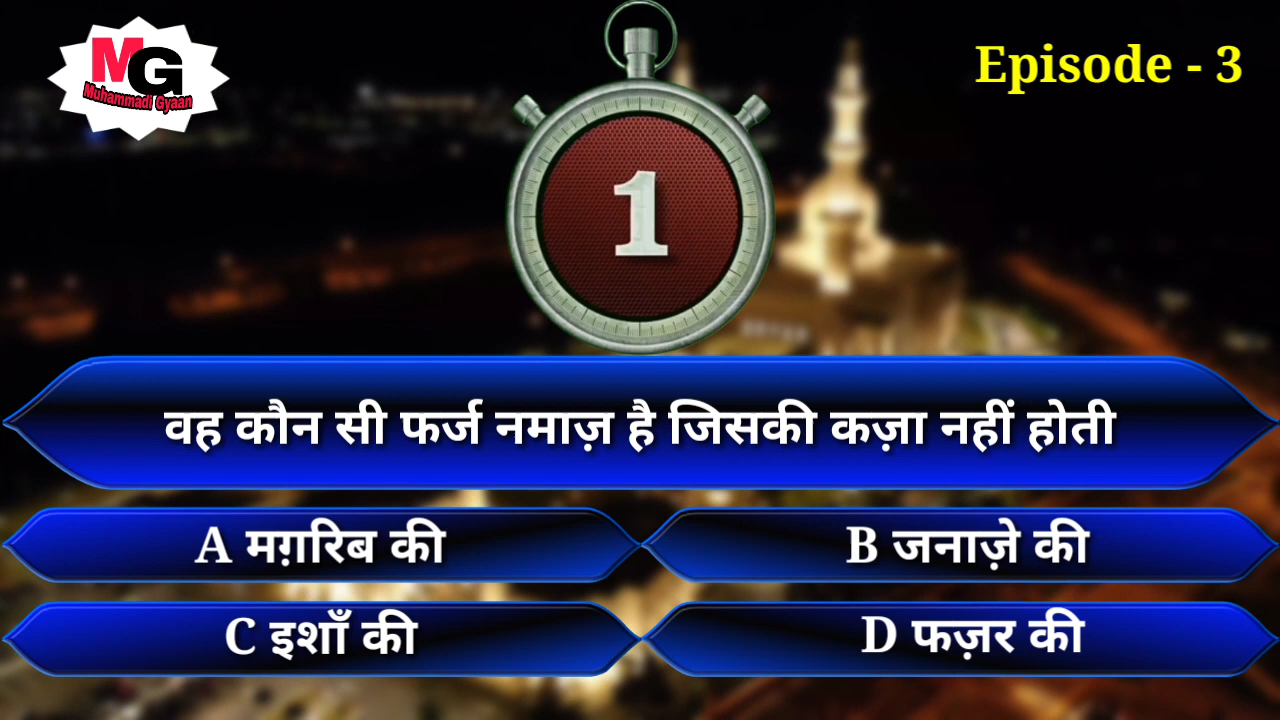 MG
Muhammadi Gyaan
Episode - 3
1
वह कौन सी फर्ज नमाज़ है जिसकी कज़ा नहीं होती
A मग़रिब की
B जनाज़े की
C इशाँ की
D फज़र की